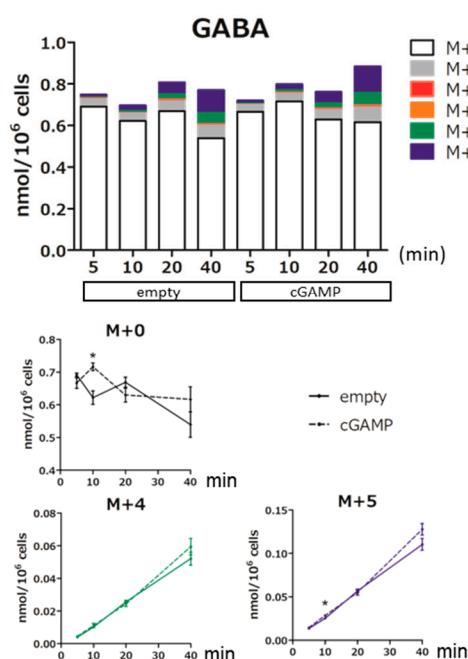 GABA
nmol/10⁶ cells
1.0
0.8
0.6
0.4
0.2
0.0
5 10 20 40 5 10 20 40 (min)
empty cGAMP
M+
M+
M+
M+
M+
M+
M+0
nmol/10⁶ cells
0.8
0.7
0.6
0.5
0.4
*
0 10 20 30 40 min
empty
cGAMP
M+4
nmol/10⁶ cells
0.08
0.06
0.04
0.02
0.00
0 10 20 30 40 min
M+5
nmol/10⁶ cells
0.15
0.10
0.05
0.00
*
0 10 20 30 40 min